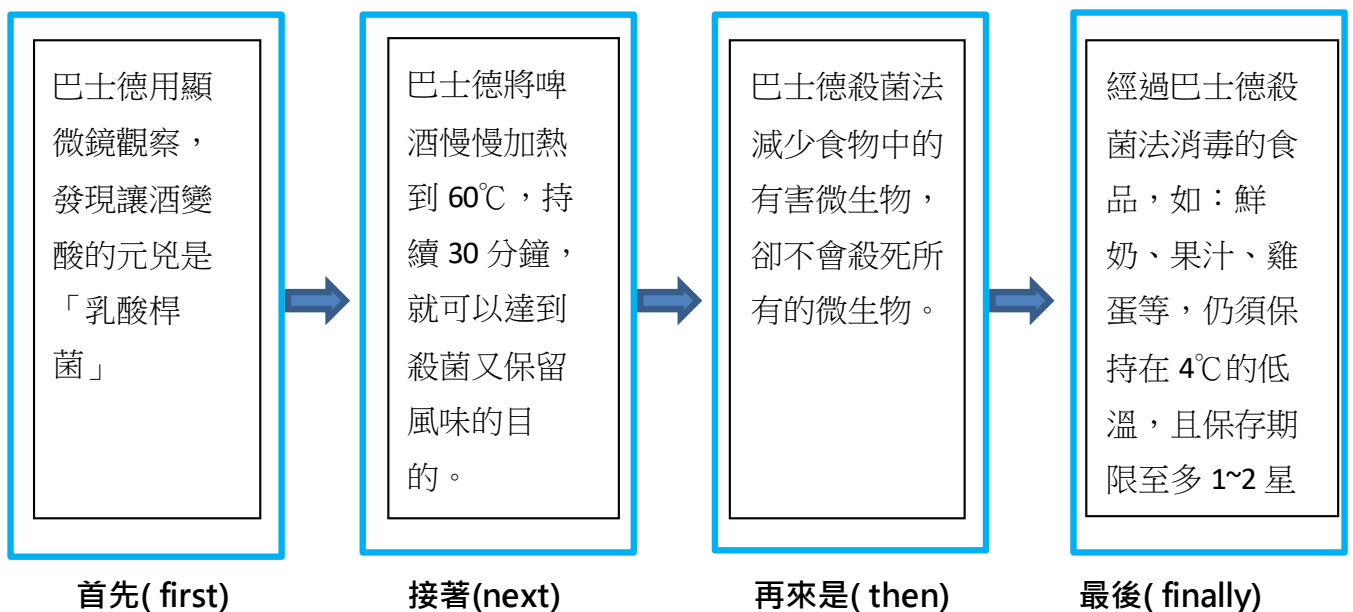 巴士德用顯
微鏡觀察，
發現讓酒變
酸的元兇是
「乳酸桿
菌」
巴士德將啤
酒慢慢加熱
到 60℃，持
續 30 分鐘，
就可以達到
殺菌又保留
風味的目
的。
巴士德殺菌法
減少食物中的
有害微生物，
卻不會殺死所
有的微生物。
經過巴士德殺
菌法消毒的食
品，如：鮮
奶、果汁、雞
蛋等，仍須保
持在 4℃的低
溫，且保存期
限至多 1~2 星
首先( first)
接著(next)
再來是( then)
最後( finally)